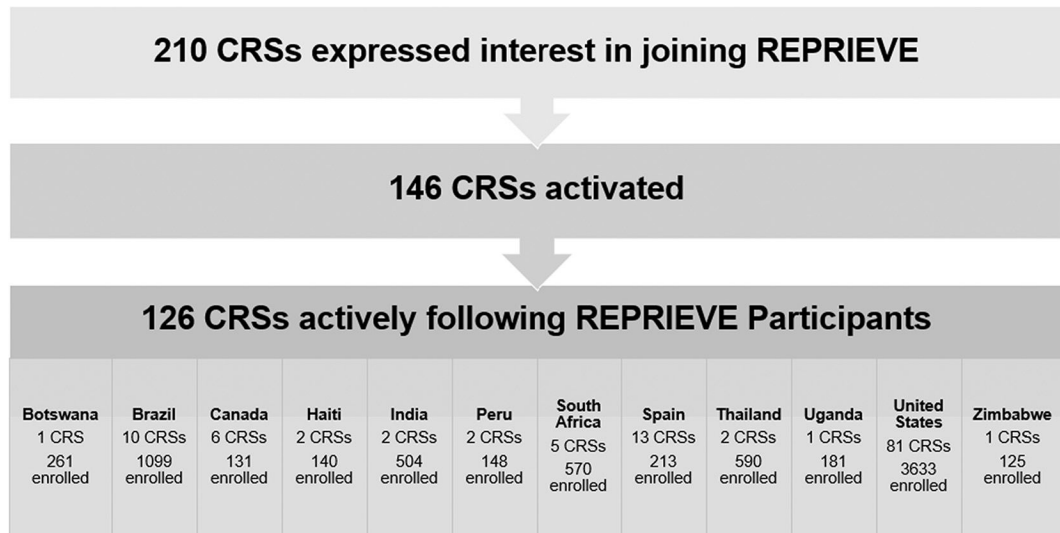 210 CRSs expressed interest in joining REPRIEVE
146 CRSs activated
126 CRSs actively following REPRIEVE Participants
Botswana
1 CRS
261
enrolled
Brazil
10 CRSs
1099
enrolled
Canada
6 CRSs
131
enrolled
Haiti
2 CRSs
140
enrolled
India
2 CRSs
504
enrolled
Peru
2 CRSs
148
enrolled
South
Africa
5 CRSs
570
enrolled
Spain
13 CRSs
213
enrolled
Thailand
2 CRSs
590
enrolled
Uganda
1 CRSs
181
enrolled
United
States
81 CRSs
3633
enrolled
Zimbabwe
1 CRSs
125
enrolled